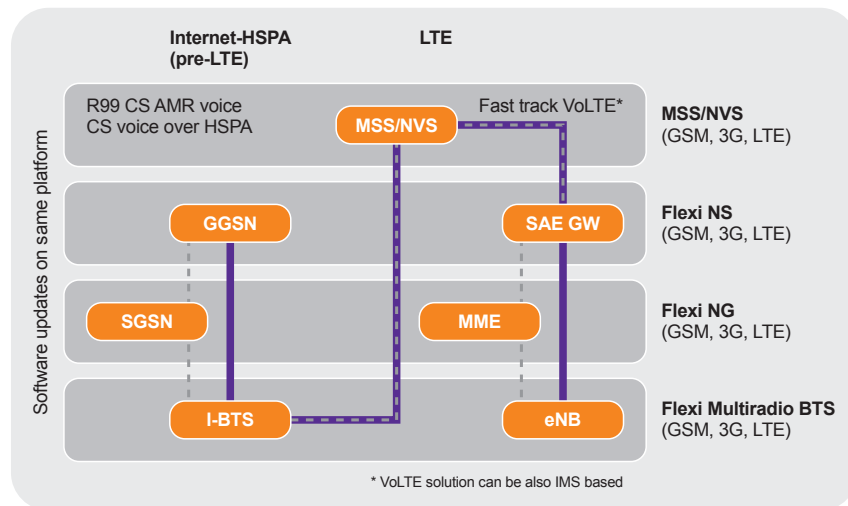 Internet-HSPA
(pre-LTE)
LTE
Software updates on same platform
R99 CS AMR voice
CS voice over HSPA
MSS/NVS
Fast track VoLTE*
MSS/NVS
(GSM, 3G, LTE)
GGSN
SAE GW
Flexi NS
(GSM, 3G, LTE)
SGSN
MME
Flexi NG
(GSM, 3G, LTE)
I-BTS
eNB
Flexi Multiradio BTS
(GSM, 3G, LTE)
* VoLTE solution can be also IMS based